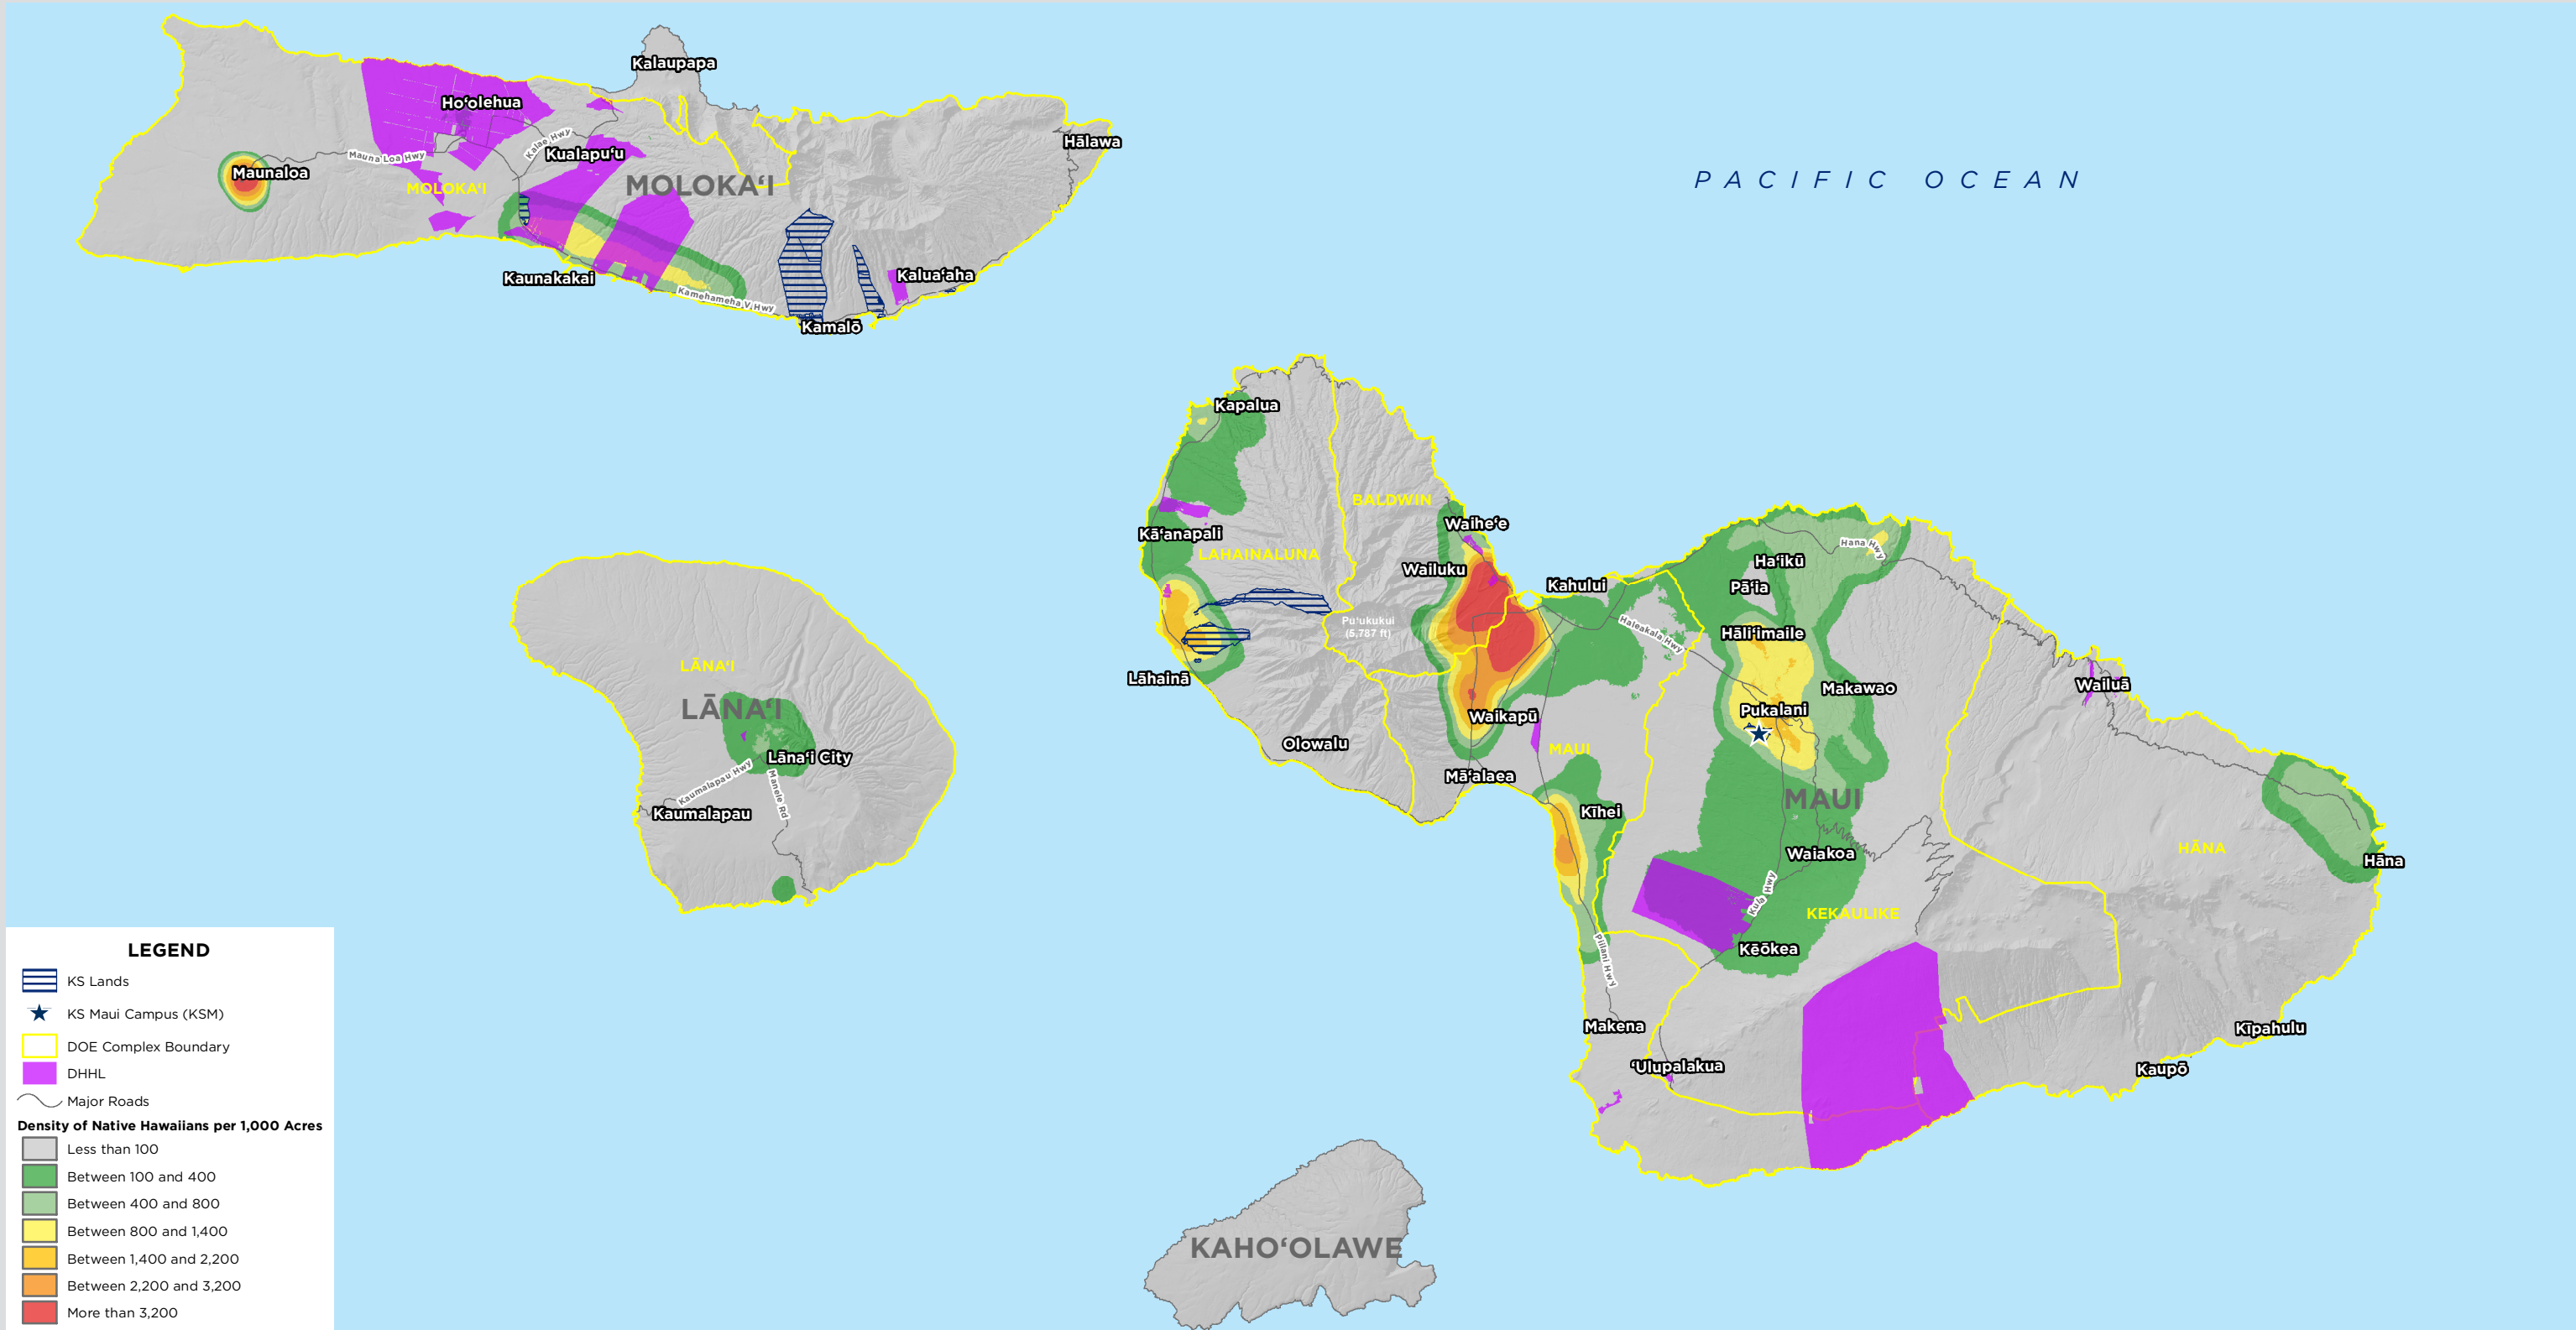 Kalaupapa
Hoʻolehua
Hālawa
Kalae Hwy
Mauna Loa Hwy
Kualapuʻu
Maunaloa
MOLOKAʻI
MOLOKAʻI
PACIFIC OCEAN
Kaunakakai
Kaluaʻaha
Kamehameha V Hwy
Kamalō
Kapalua
BALDWIN
Waiheʻe
Kāʻanapali
LAHAINALUNA
Hana Hwy
Haʻikū
Wailuku
Kahului
Pāʻia
Puʻukukui
(5,787 ft)
Haleakala Hwy
Hāliʻimaile
LĀNAʻI
Lāhainā
Wailuā
Makawao
LĀNAʻI
Pukalani
Waikapū
Olowalu
MAUI
Lānaʻi City
Māʻalaea
Kaumalapau Hwy
Manele Rd
MAUI
Kaumalapau
Kīhei
HĀNA
Waiakoa
Hāna
Kula Hwy
KEKAULIKE
Kēōkea
Piilani Hwy
Makena
Kīpahulu
ʻUlupalakua
Kaupō
KAHOʻOLAWE
LEGEND
KS Lands
KS Maui Campus (KSM)
DOE Complex Boundary
DHHL
Major Roads
Density of Native Hawaiians per 1,000 Acres
Less than 100
Between 100 and 400
Between 400 and 800
Between 800 and 1,400
Between 1,400 and 2,200
Between 2,200 and 3,200
More than 3,200